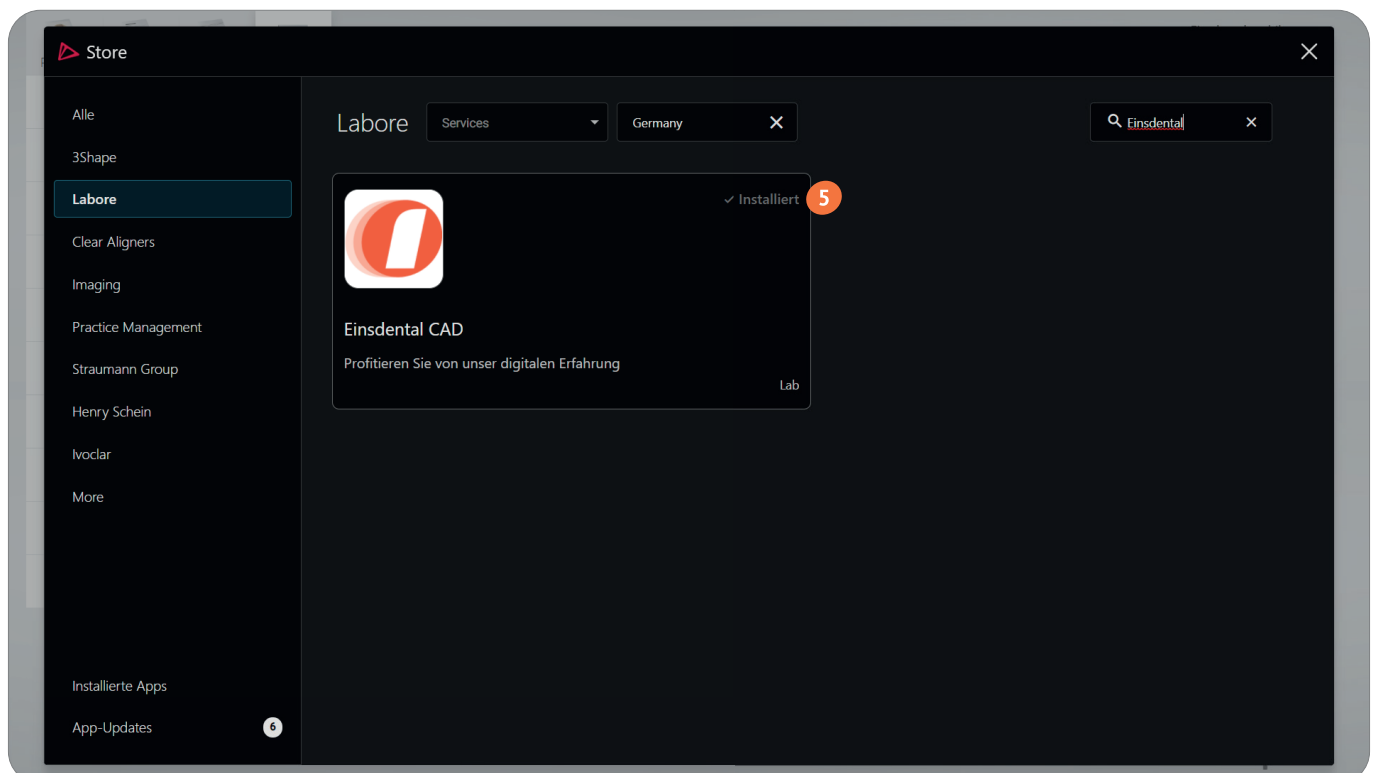 Store
Alle
3Shape
Labore
Clear Aligners
Imaging
Practice Management
Straumann Group
Henry Schein
Ivoclar
More
Installierte Apps
App-Updates
6
Labore
Services
Germany
Einsdental
Installiert
5
Einsdental CAD
Profitieren Sie von unser digitalen Erfahrung
Lab